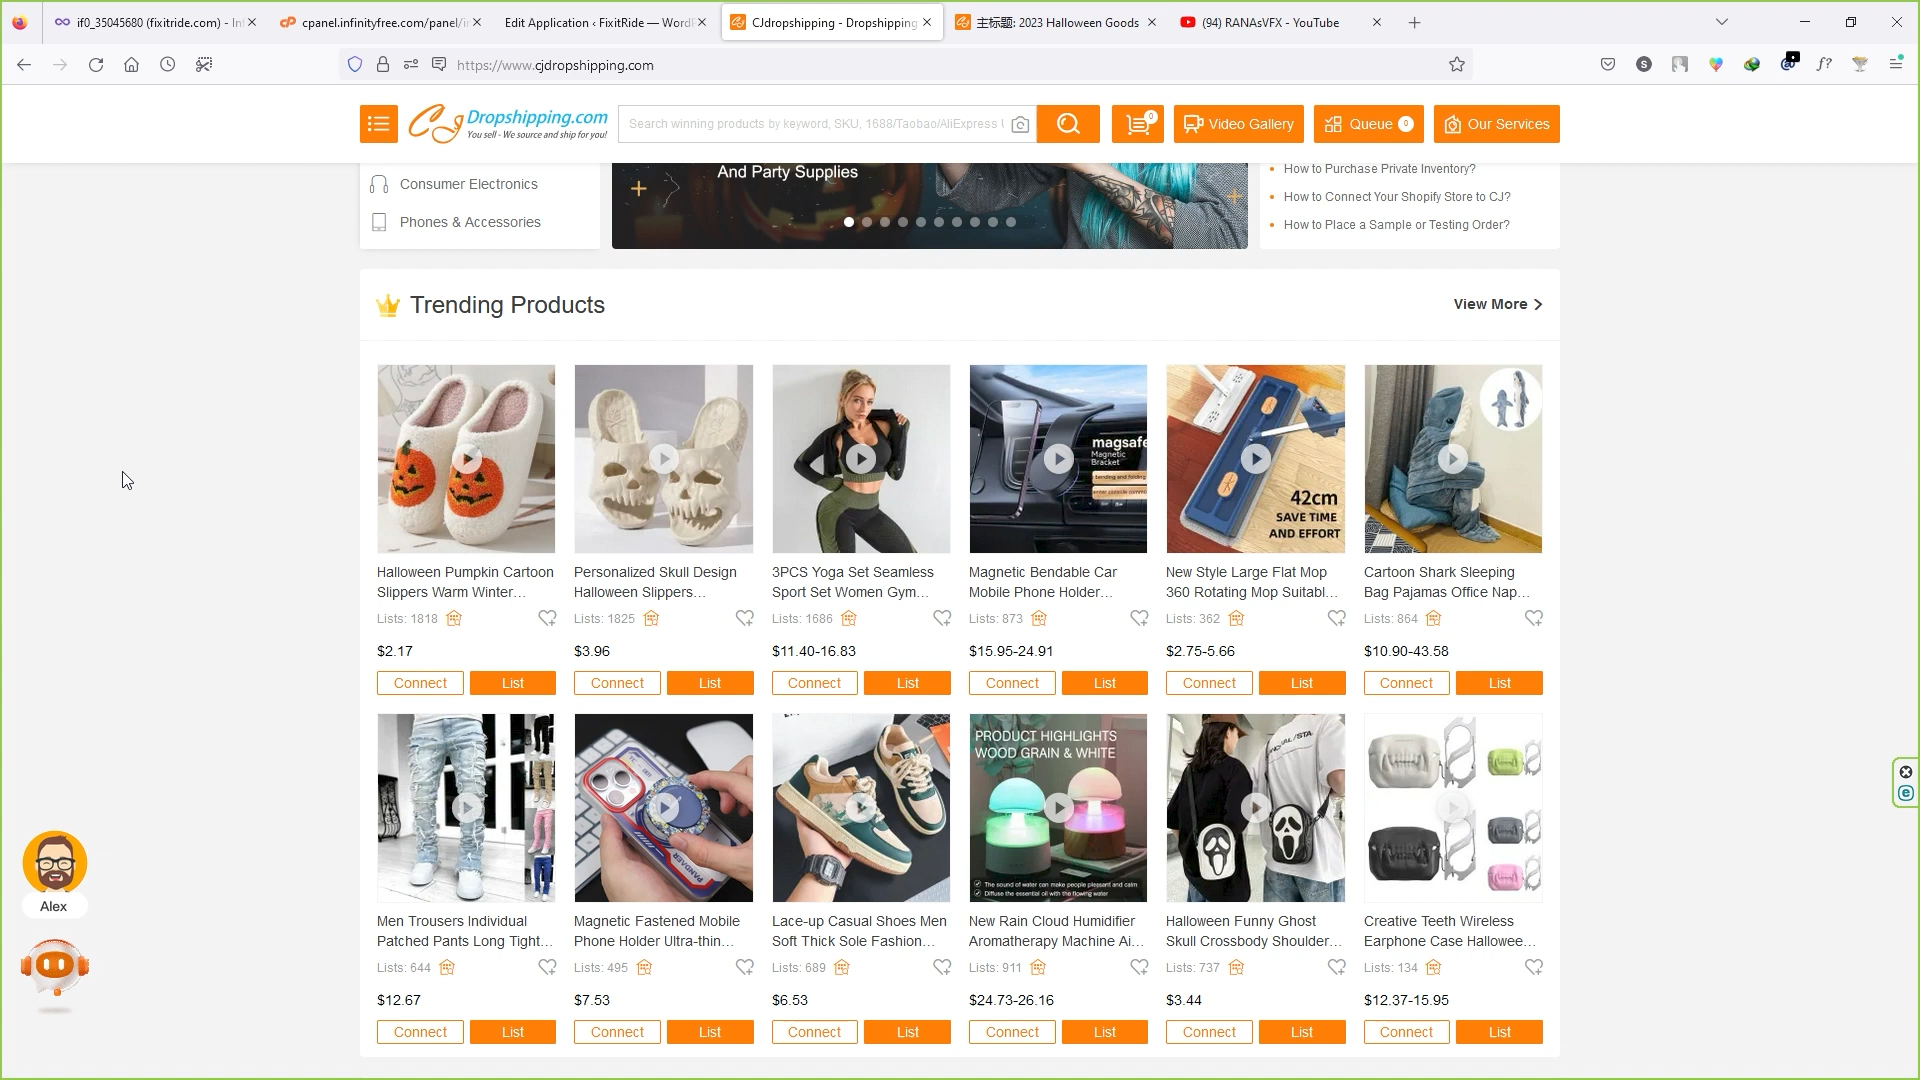 if0_35045680 (fixitride.com) - In
cpanel.infinityfree.com/panel/in
Edit Application ‹ FixitRide — Word
CJdropshipping - Dropshipping
主标题: 2023 Halloween Goods
(94) RANAsVFX - YouTube
https://www.cjdropshipping.com
CJ Dropshipping.com
You sell - We source and ship for you!
Search winning products by keyword, SKU, 1688/Taobao/AliExpress U
0
Video Gallery
Queue 0
Our Services
Consumer Electronics
Phones & Accessories
And Party Supplies
How to Purchase Private Inventory?
How to Connect Your Shopify Store to CJ?
How to Place a Sample or Testing Order?
Trending Products
View More
magsafe
Magnetic
Bracket
bending and folding
42cm
SAVE TIME
AND EFFORT
Halloween Pumpkin Cartoon
Slippers Warm Winter...
Lists: 1818
$2.17
Connect
List
Personalized Skull Design
Halloween Slippers...
Lists: 1825
$3.96
Connect
List
3PCS Yoga Set Seamless
Sport Set Women Gym...
Lists: 1686
$11.40-16.83
Connect
List
Magnetic Bendable Car
Mobile Phone Holder...
Lists: 873
$15.95-24.91
Connect
List
New Style Large Flat Mop
360 Rotating Mop Suitabl...
Lists: 362
$2.75-5.66
Connect
List
Cartoon Shark Sleeping
Bag Pajamas Office Nap...
Lists: 864
$10.90-43.58
Connect
List
PANDAER
PRODUCT HIGHLIGHTS
WOOD GRAIN & WHITE
The sound of water can make people pleasant and calm
Diffuse the essential oil with the flowing water
Men Trousers Individual
Patched Pants Long Tight...
Lists: 644
$12.67
Connect
List
Magnetic Fastened Mobile
Phone Holder Ultra-thin...
Lists: 495
$7.53
Connect
List
Lace-up Casual Shoes Men
Soft Thick Sole Fashion...
Lists: 689
$6.53
Connect
List
New Rain Cloud Humidifier
Aromatherapy Machine Ai...
Lists: 911
$24.73-26.16
Connect
List
Halloween Funny Ghost
Skull Crossbody Shoulder...
Lists: 737
$3.44
Connect
List
Creative Teeth Wireless
Earphone Case Hallowee...
Lists: 134
$12.37-15.95
Connect
List
Alex